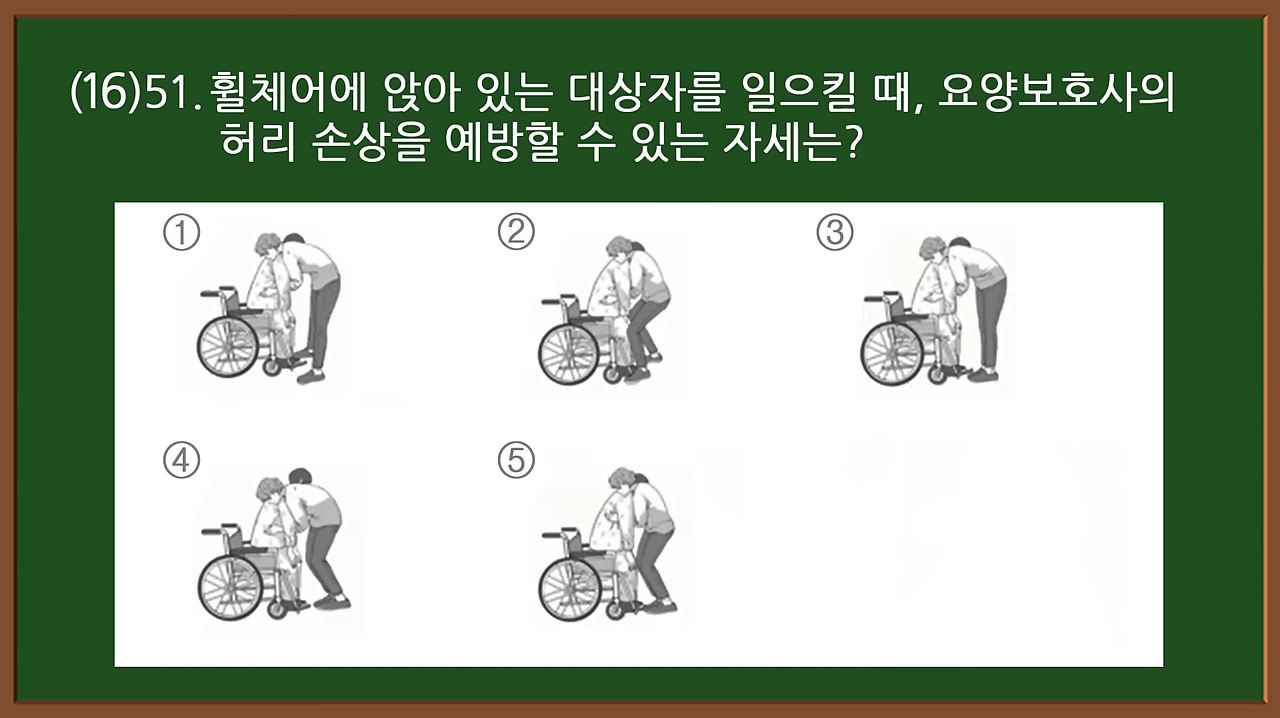 (16)51. 휠체어에 앉아 있는 대상자를 일으킬 때, 요양보호사의
허리 손상을 예방할 수 있는 자세는?
① ② ③
④ ⑤